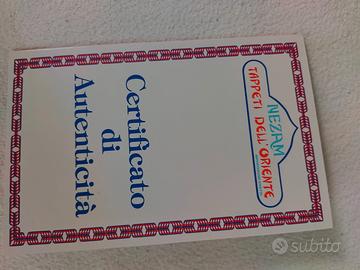 NEZAM
TAPPETI DELL'ORIENTE
Certificato
di
Autenticità
subito